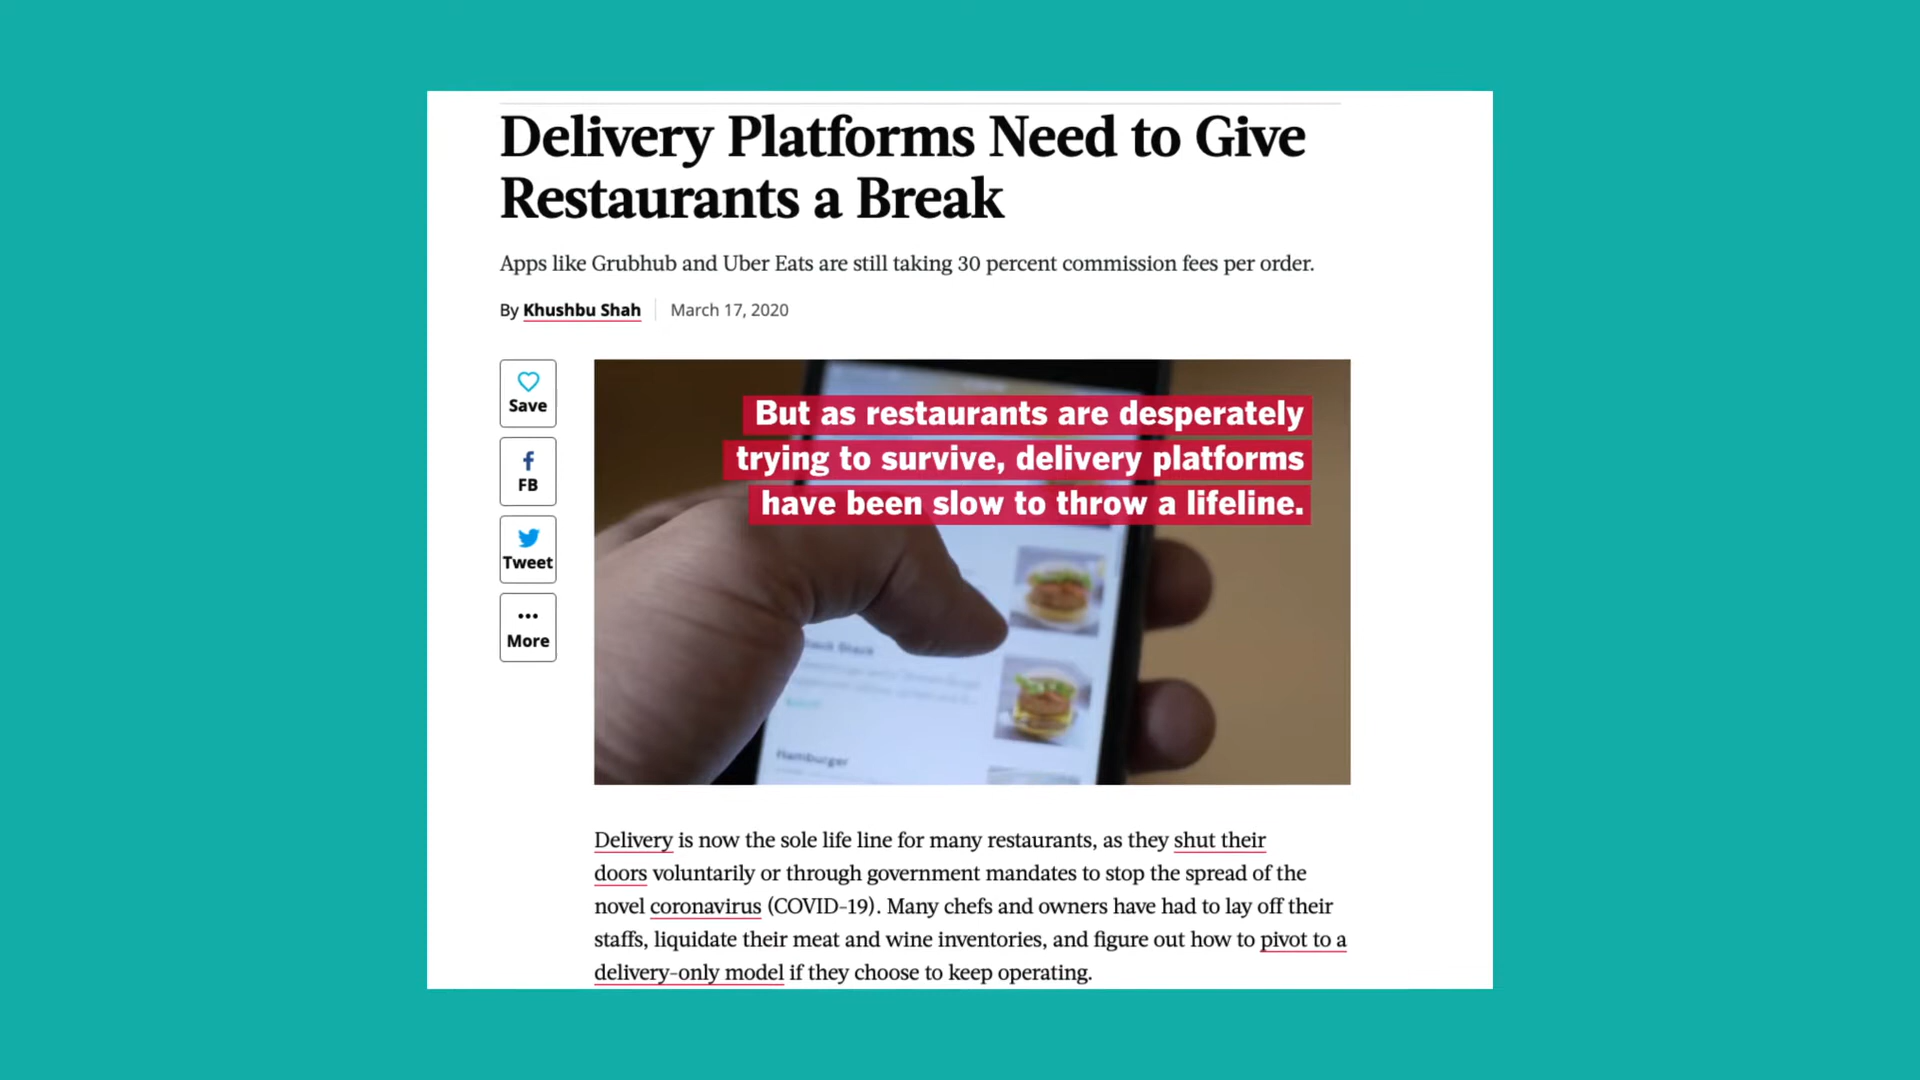 Delivery Platforms Need to Give
Restaurants a Break
Apps like Grubhub and Uber Eats are still taking 30 percent commission fees per order.
By Khushbu Shah March 17, 2020
Save
FB
Tweet
More
But as restaurants are desperately
trying to survive, delivery platforms
have been slow to throw a lifeline.
Hamburger
Delivery is now the sole life line for many restaurants, as they shut their
doors voluntarily or through government mandates to stop the spread of the
novel coronavirus (COVID-19). Many chefs and owners have had to lay off their
staffs, liquidate their meat and wine inventories, and figure out how to pivot to a
delivery-only model if they choose to keep operating.